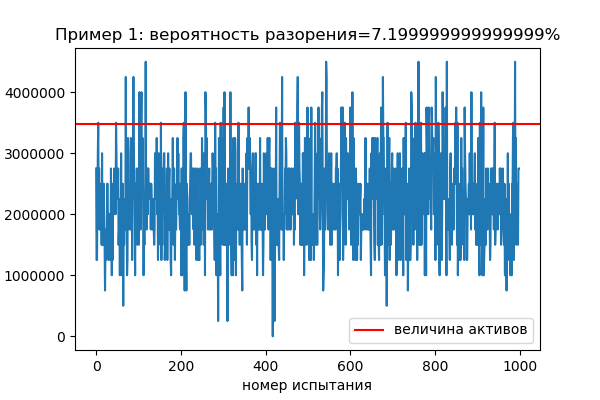 Пример 1: вероятность разорения=7.199999999999999%
4000000
3000000
2000000
1000000
0
0 200 400 600 800 1000
величина активов
номер испытания